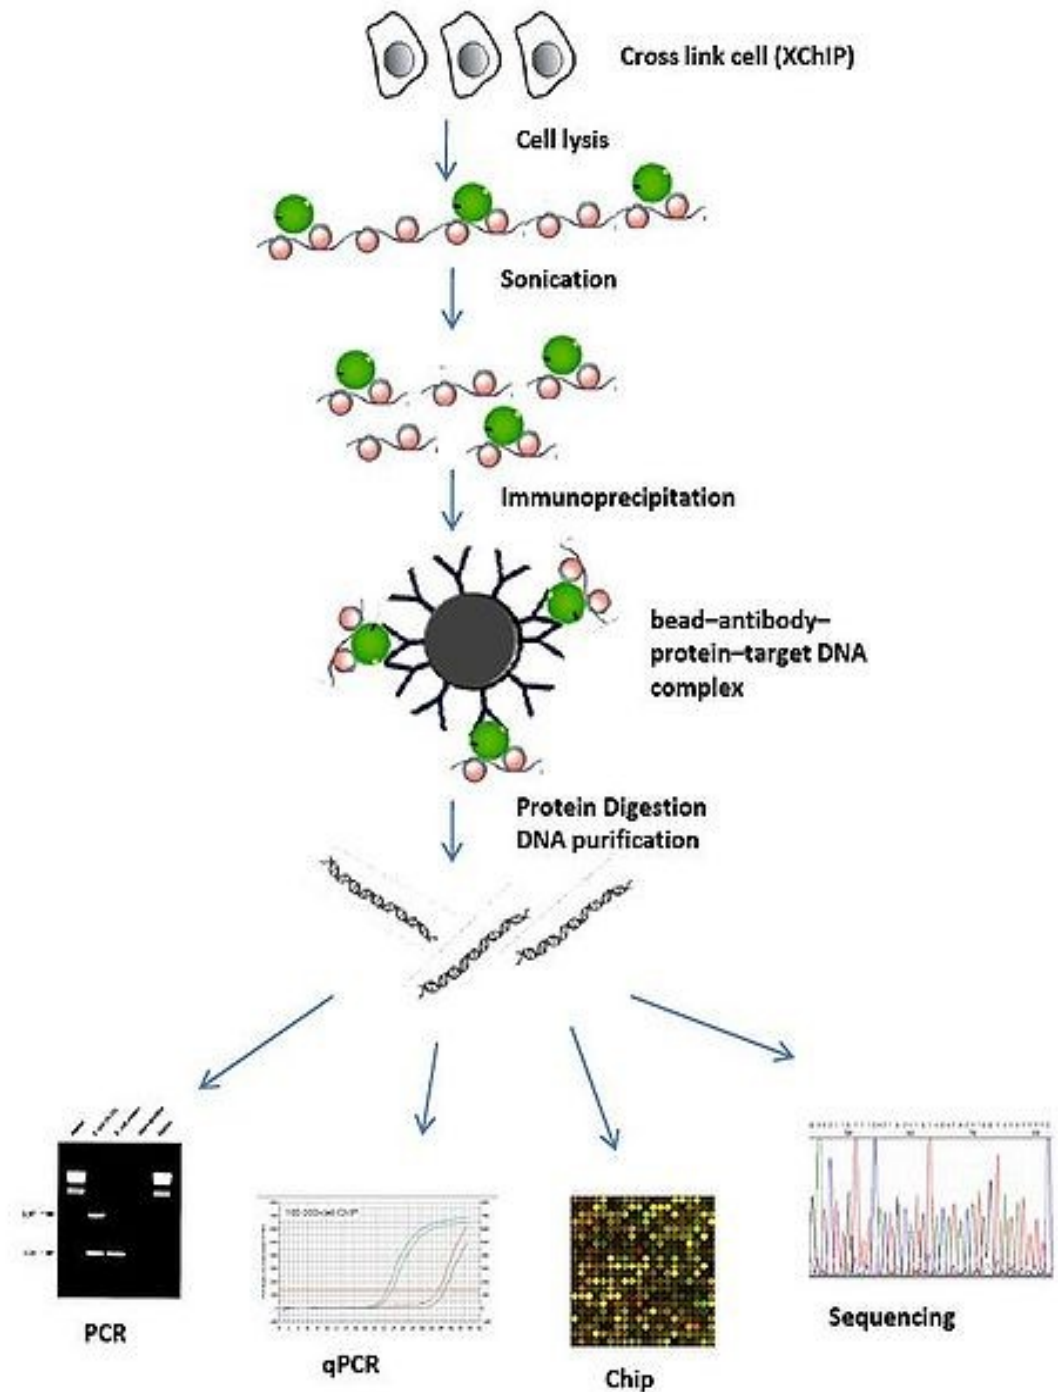 Cross link cell (XChIP)
Cell lysis
Sonication
Immunoprecipitation
bead–antibody–
protein–target DNA
complex
Protein Digestion
DNA purification
PCR
qPCR
Chip
Sequencing